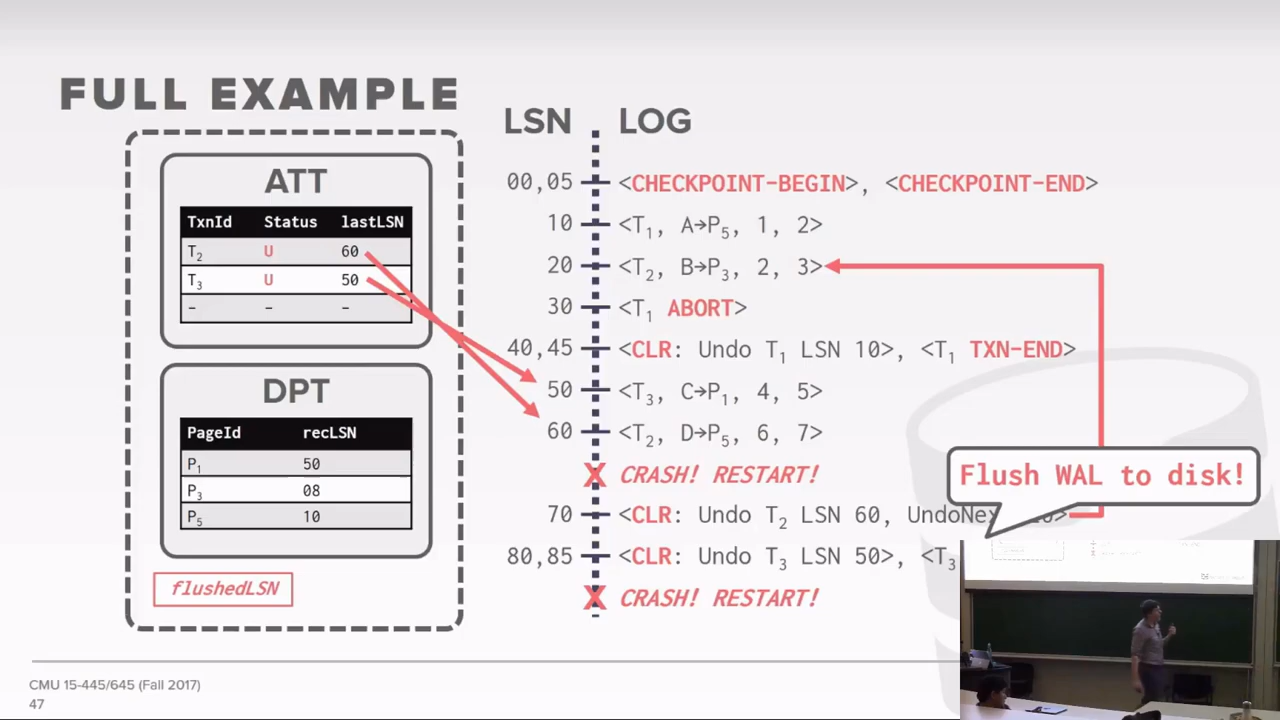 FULL EXAMPLE
ATT
TxnId Status lastLSN
T2 U 60
T3 U 50
- - -
DPT
PageId recLSN
P1 50
P3 08
P5 10
flushedLSN
LSN LOG
00,05 <CHECKPOINT-BEGIN>, <CHECKPOINT-END>
10 <T1, A→P5, 1, 2>
20 <T2, B→P3, 2, 3>
30 <T1 ABORT>
40,45 <CLR: Undo T1 LSN 10>, <T1 TXN-END>
50 <T3, C→P1, 4, 5>
60 <T2, D→P5, 6, 7>
X CRASH! RESTART!
Flush WAL to disk!
70 <CLR: Undo T2 LSN 60,
80,85 <CLR: Undo T3 LSN 50>, <T3
X CRASH! RESTART!
CMU 15-445/645 (Fall 2017)
47